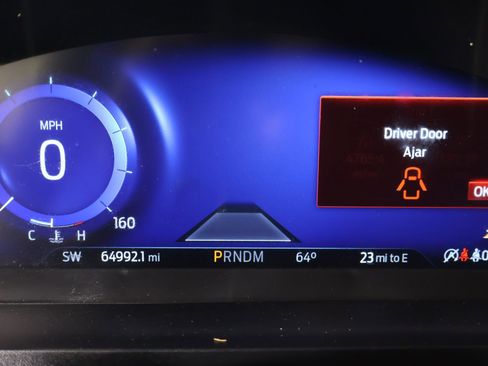 MPH
0
160
C H
Driver Door
Ajar
OK
SW 64992.1 mi PRNDM 64° 23 mi to E